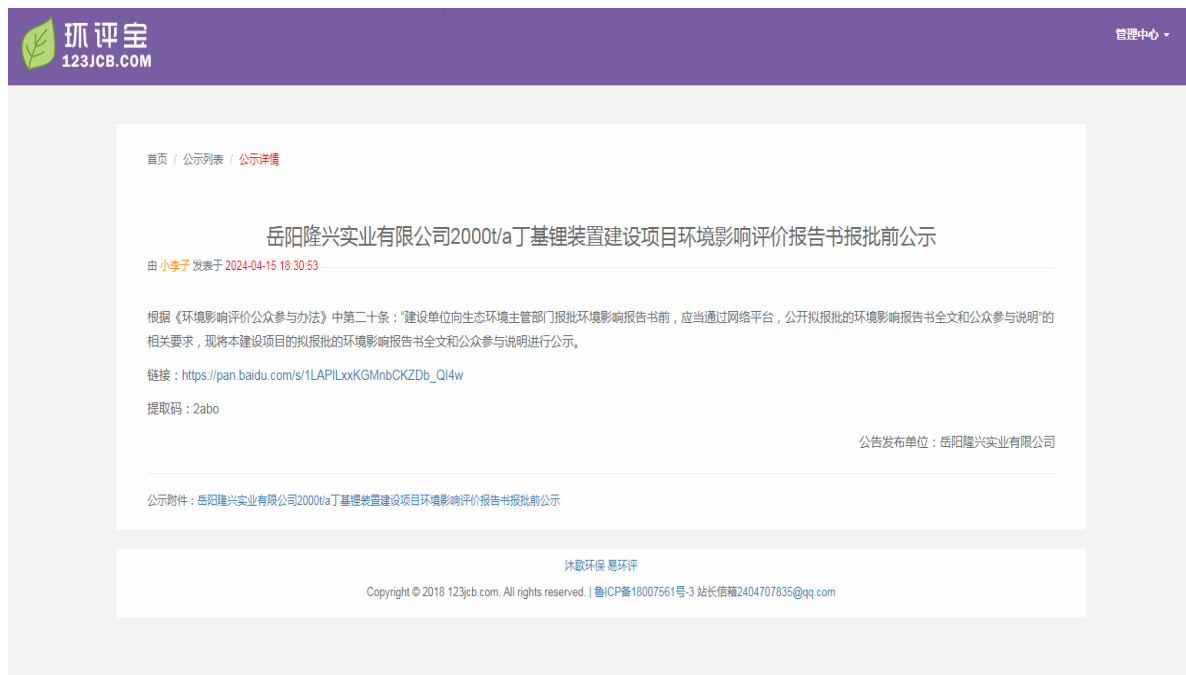 环评宝
123JCB.COM
管理中心
首页 / 公示列表 / 公示详情
岳阳隆兴实业有限公司2000t/a丁基锂装置建设项目环境影响评价报告书报批前公示
由 小李子 发表于 2024-04-15 18:30:53
根据《环境影响评价公众参与办法》中第二十条：“建设单位向生态环境主管部门报批环境影响报告书前，应当通过网络平台，公开拟报批的环境影响报告书全文和公众参与说明”的
相关要求，现将本建设项目的拟报批的环境影响报告书全文和公众参与说明进行公示。
链接：https://pan.baidu.com/s/1LAPILxxKGMnbCKZDb_QI4w
提取码：2abo
公告发布单位：岳阳隆兴实业有限公司
公示附件：岳阳隆兴实业有限公司2000t/a丁基锂装置建设项目环境影响评价报告书报批前公示
沐歌环保 易环评
Copyright © 2018 123jcb.com. All rights reserved. | 鲁ICP备18007561号-3 站长信箱2404707835@qq.com